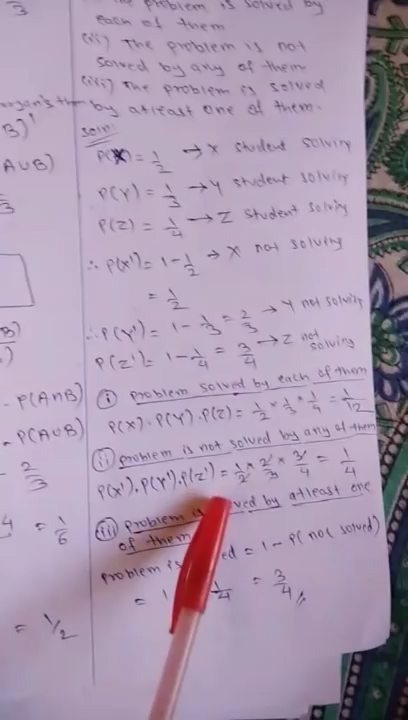 problem is solved by
each of them
(ii) The problem is not
solved by any of them
(iii) The problem is solved
by atleast one of them.
Soln:
P(X) = 1/2 → X student solving
P(Y) = 1/3 → Y student solving
P(Z) = 1/4 → Z student solving
∴ P(X') = 1 - 1/2 → X not solving
= 1/2
∴ P(Y') = 1 - 1/3 = 2/3 → Y not solving
P(Z') = 1 - 1/4 = 3/4 → Z not solving
(i) problem solved by each of them
P(X) . P(Y) . P(Z) = 1/2 × 1/3 × 1/4 = 1/12
(ii) problem is not solved by any of them
P(X') . P(Y') . P(Z') = 1/2 × 2/3 × 3/4 = 1/4
(iii) problem by atleast one
of them
problem is = 1 - P(not solved)
= 1 1/4 = 3/4
B)'
A∪B)
- P(A∩B)
- P(A∪B)
2/3
= 1/6
= 1/2